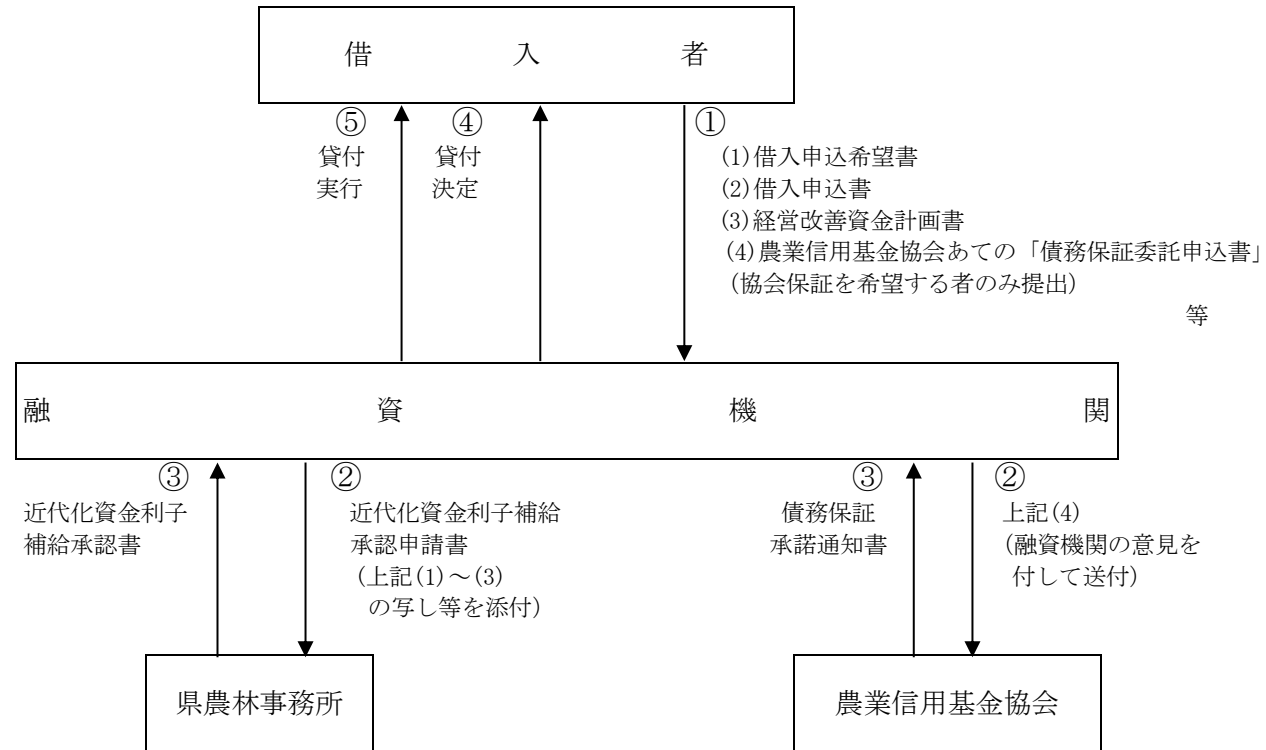 借入者
⑤
貸付
実行
④
貸付
決定
①
(1)借入申込希望書
(2)借入申込書
(3)経営改善資金計画書
(4)農業信用基金協会あての「債務保証委託申込書」
(協会保証を希望する者のみ提出)
等
融資機関
③
近代化資金利子
補給承認書
②
近代化資金利子補給
承認申請書
(上記(1)~(3)
の写し等を添付)
③
債務保証
承諾通知書
②
上記(4)
(融資機関の意見を
付して送付)
県農林事務所
農業信用基金協会